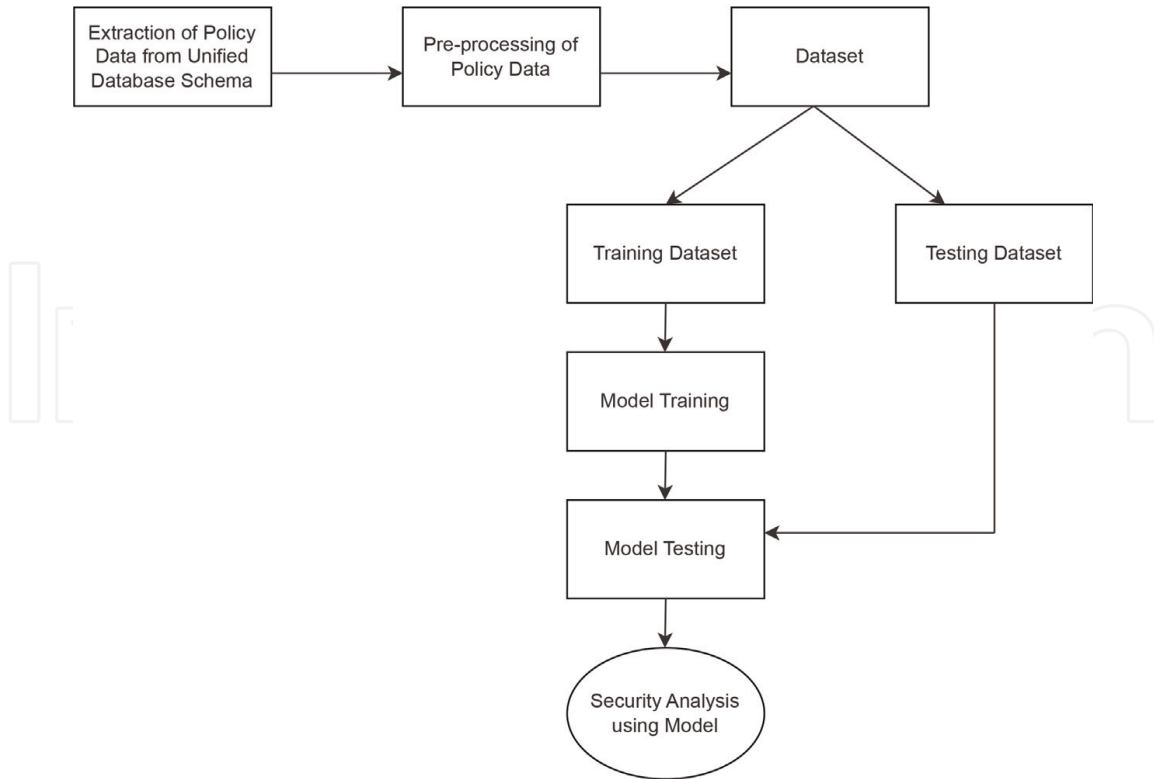 Extraction of Policy
Data from Unified
Database Schema
Pre-processing of
Policy Data
Dataset
Training Dataset
Testing Dataset
Model Training
Model Testing
Security Analysis
using Model